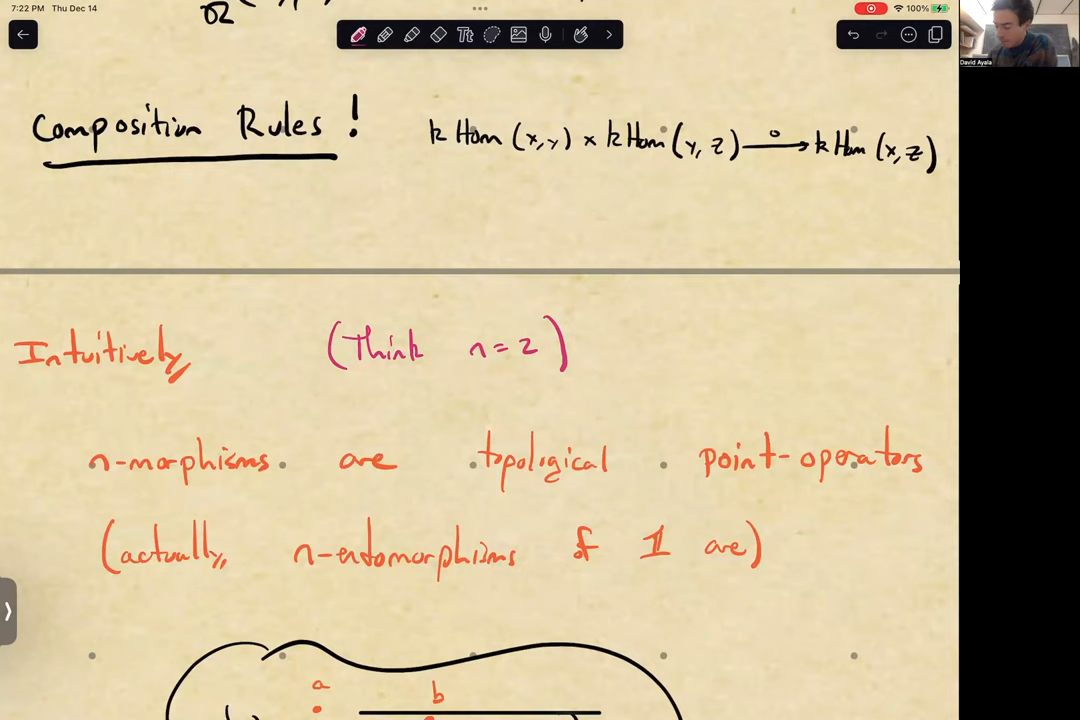 7:22 PM Thu Dec 14
100%
Tt
David Ayala
Composition Rules !
k Hom (x,y) × k Hom (y, z) ∘→ k Hom (x, z)
Intuitively (Think n=2)
n-morphisms are topological point-operators
(actually, n-endomorphisms of 1 are)
a b